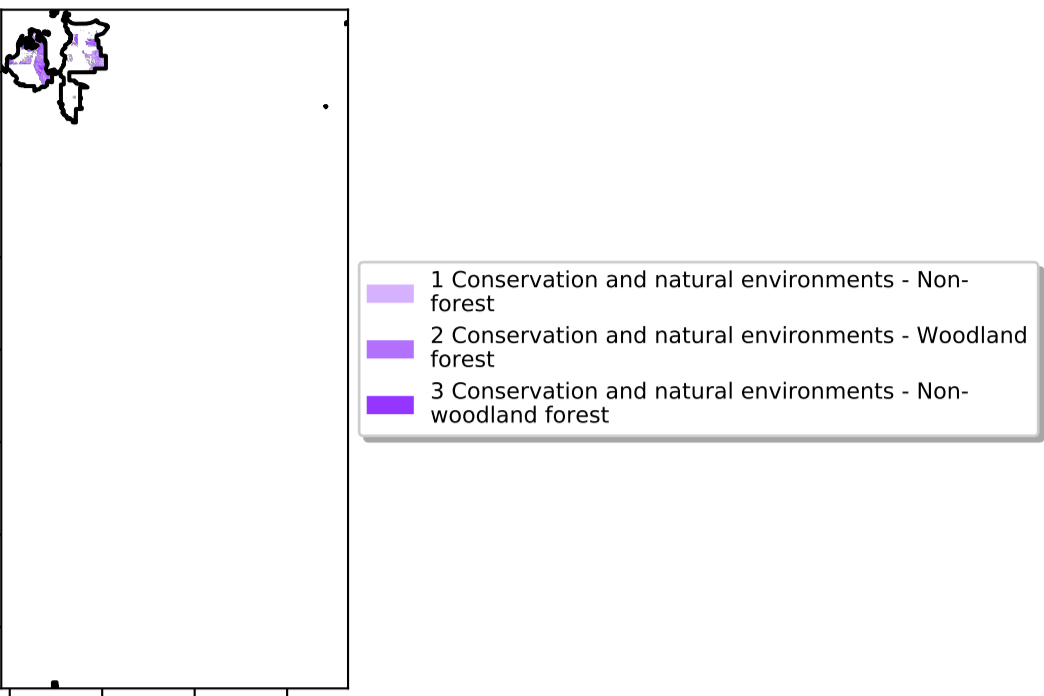 1 Conservation and natural environments - Non-
forest
2 Conservation and natural environments - Woodland
forest
3 Conservation and natural environments - Non-
woodland forest